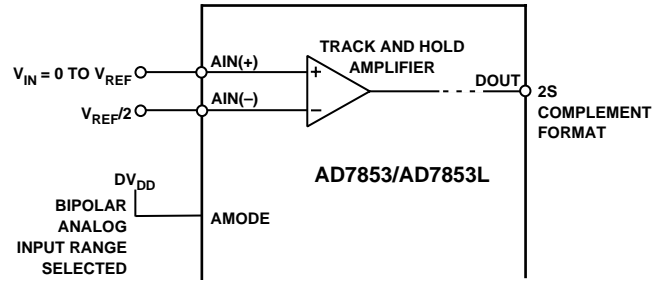 TRACK AND HOLD
AMPLIFIER
AIN(+)
V_IN = 0 TO V_REF
+
DOUT
2S
COMPLEMENT
FORMAT
AIN(–)
V_REF/2
–
AD7853/AD7853L
DV_DD
BIPOLAR
ANALOG
INPUT RANGE
SELECTED
AMODE